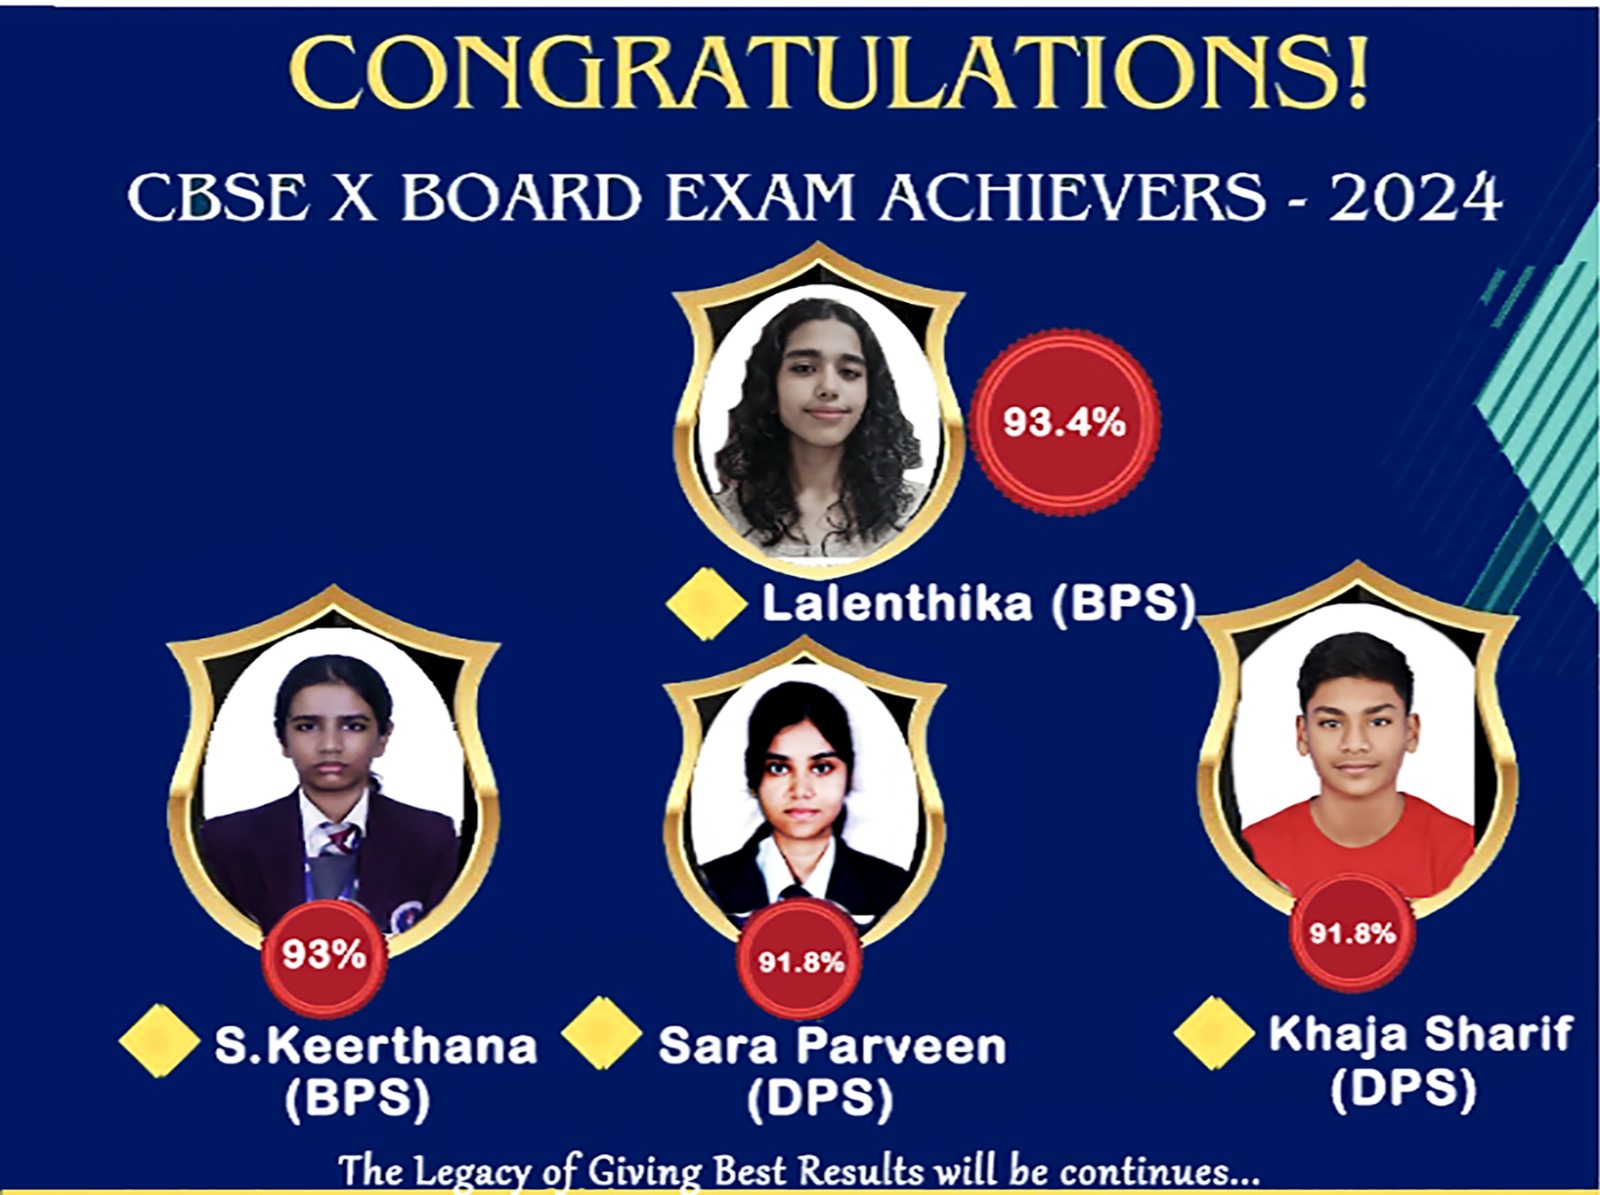 CONGRATULATIONS!
CBSE X BOARD EXAM ACHIEVERS - 2024
93.4%
Lalenthika (BPS)
93%
S.Keerthana
(BPS)
91.8%
Sara Parveen
(DPS)
91.8%
Khaja Sharif
(DPS)
The Legacy of Giving Best Results will be continues...